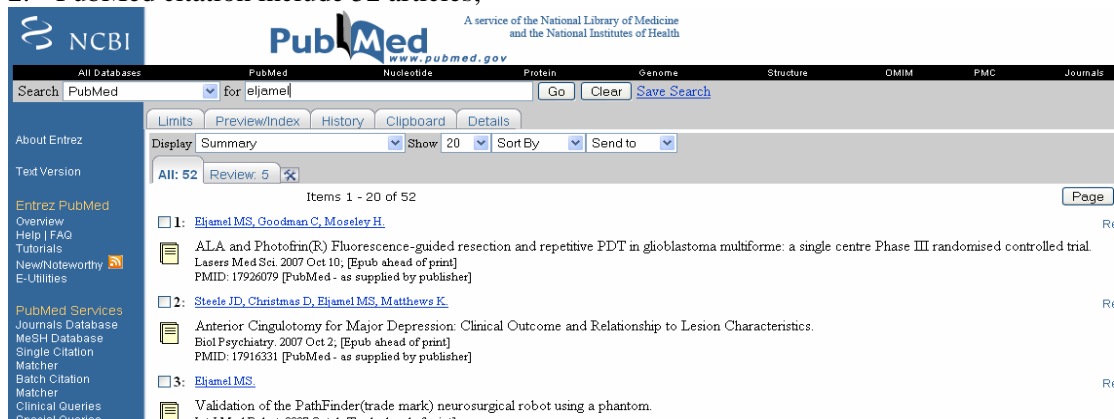 2. PubMed citation include 52 articles,
NCBI
PubMed
www.pubmed.gov
A service of the National Library of Medicine
and the National Institutes of Health
All Databases PubMed Nucleotide Protein Genome Structure OMIM PMC Journals
Search PubMed for eljamel Go Clear Save Search
Limits Preview/Index History Clipboard Details
Display Summary Show 20 Sort By Send to
All: 52 Review: 5
Items 1 - 20 of 52 Page
About Entrez
Text Version
Entrez PubMed
Overview
Help | FAQ
Tutorials
New/Noteworthy
E-Utilities
PubMed Services
Journals Database
MeSH Database
Single Citation
Matcher
Batch Citation
Matcher
Clinical Queries
1: Eljamel MS, Goodman C, Moseley H. Re
ALA and Photofrin(R) Fluorescence-guided resection and repetitive PDT in glioblastoma multiforme: a single centre Phase III randomised controlled trial.
Lasers Med Sci. 2007 Oct 10; [Epub ahead of print]
PMID: 17926079 [PubMed - as supplied by publisher]
2: Steele JD, Christmas D, Eljamel MS, Matthews K. Re
Anterior Cingulotomy for Major Depression: Clinical Outcome and Relationship to Lesion Characteristics.
Biol Psychiatry. 2007 Oct 2; [Epub ahead of print]
PMID: 17916331 [PubMed - as supplied by publisher]
3: Eljamel MS. Re
Validation of the PathFinder(trade mark) neurosurgical robot using a phantom.